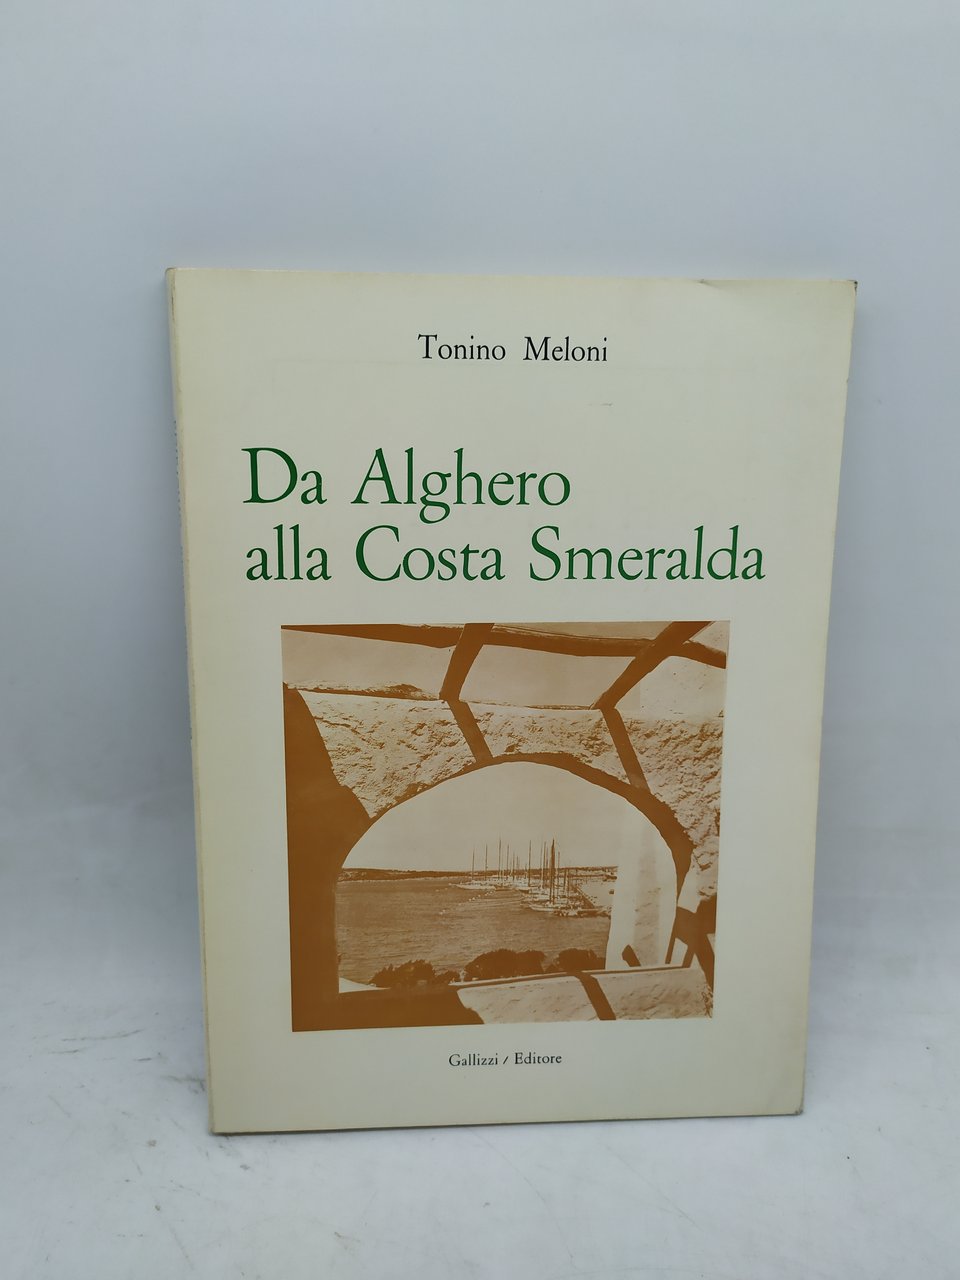 Tonino Meloni
Da Alghero
alla Costa Smeralda
Gallizzi / Editore